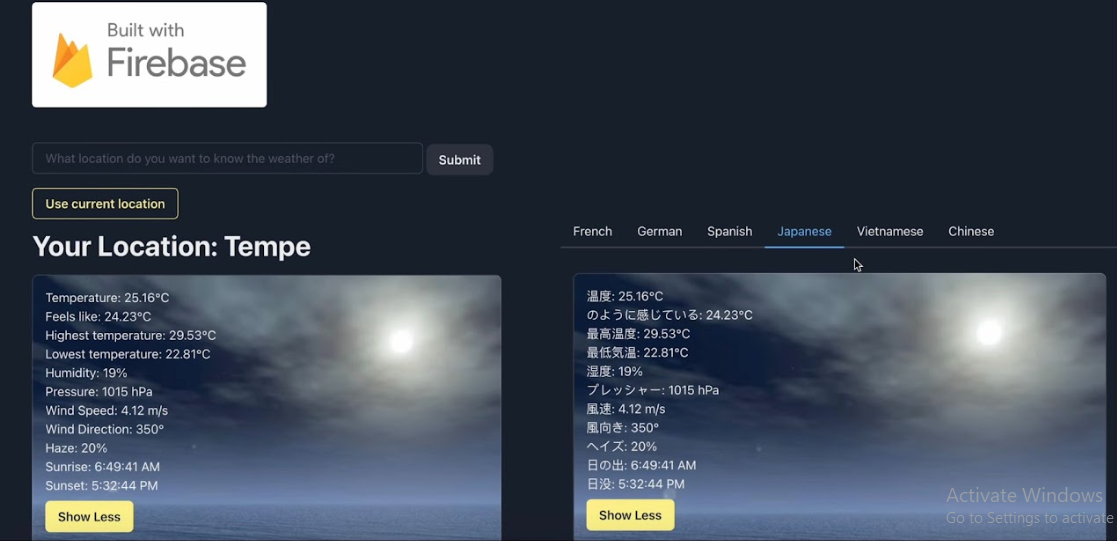 Built with
Firebase
What location do you want to know the weather of?
Submit
Use current location
Your Location: Tempe
Temperature: 25.16°C
Feels like: 24.23°C
Highest temperature: 29.53°C
Lowest temperature: 22.81°C
Humidity: 19%
Pressure: 1015 hPa
Wind Speed: 4.12 m/s
Wind Direction: 350°
Haze: 20%
Sunrise: 6:49:41 AM
Sunset: 5:32:44 PM
Show Less
French German Spanish Japanese Vietnamese Chinese
温度: 25.16°C
のように感じている: 24.23°C
最高温度: 29.53°C
最低気温: 22.81°C
湿度: 19%
プレッシャー: 1015 hPa
風速: 4.12 m/s
風向き: 350°
ヘイズ: 20%
日の出: 6:49:41 AM
日没: 5:32:44 PM
Show Less
Activate Windows
Go to Settings to activate